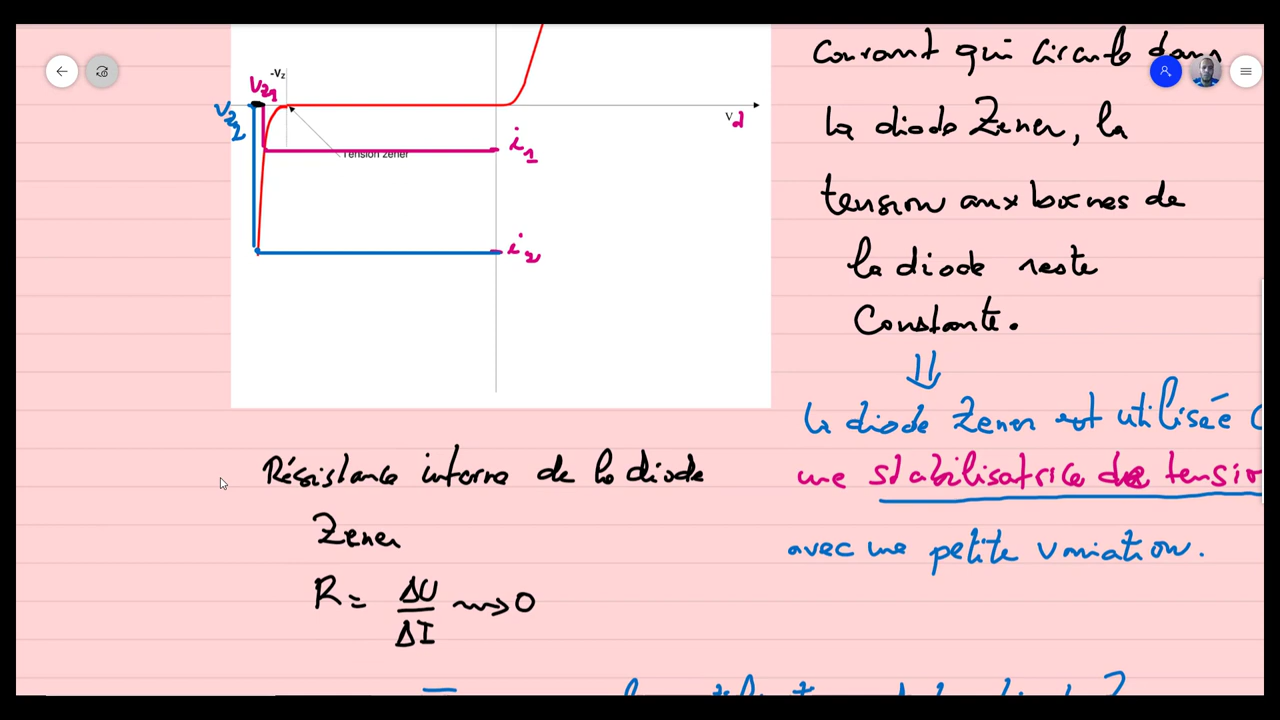 -Vz
Vz1
Vz2
Vd
i1
Tension zener
i2
Résistance interne de la diode
Zener
R = ΔU/ΔI → 0
courant qui circule dans
la diode Zener, la
tension aux bornes de
la diode reste
Constante.
⇓
la diode Zener est utilisée
une stabilisatrice de tension
avec une petite variation.